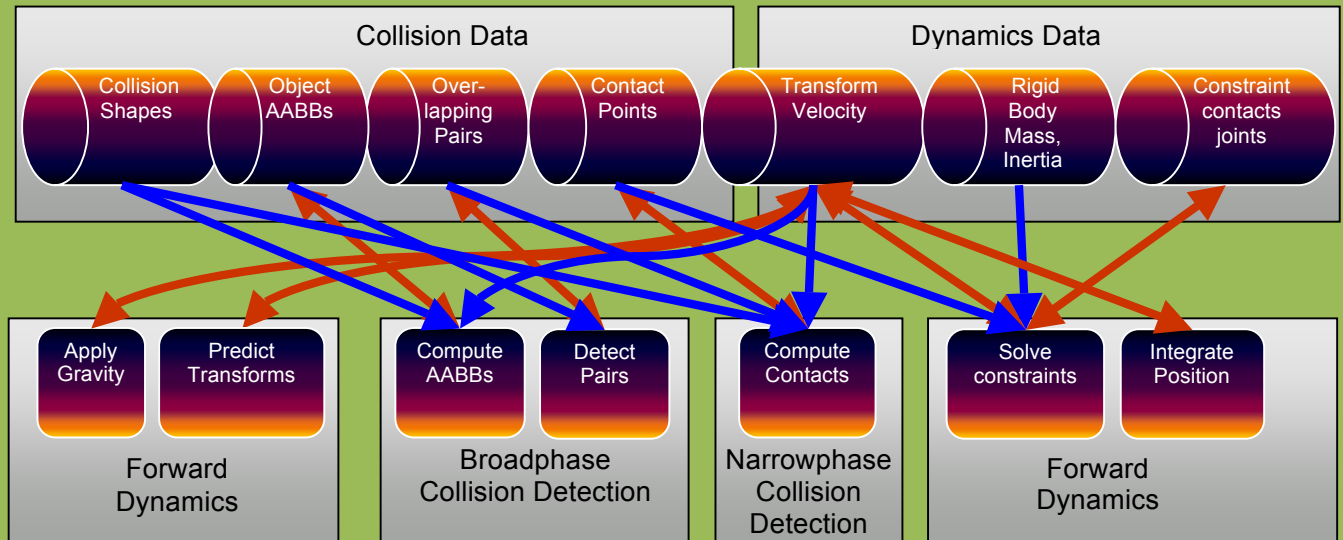 Collision Data
Dynamics Data
Collision
Shapes
Object
AABBs
Over-
lapping
Pairs
Contact
Points
Transform
Velocity
Rigid
Body
Mass,
Inertia
Constraint
contacts
joints
Apply
Gravity
Predict
Transforms
Compute
AABBs
Detect
Pairs
Compute
Contacts
Solve
constraints
Integrate
Position
Forward
Dynamics
Broadphase
Collision Detection
Narrowphase
Collision
Detection
Forward
Dynamics